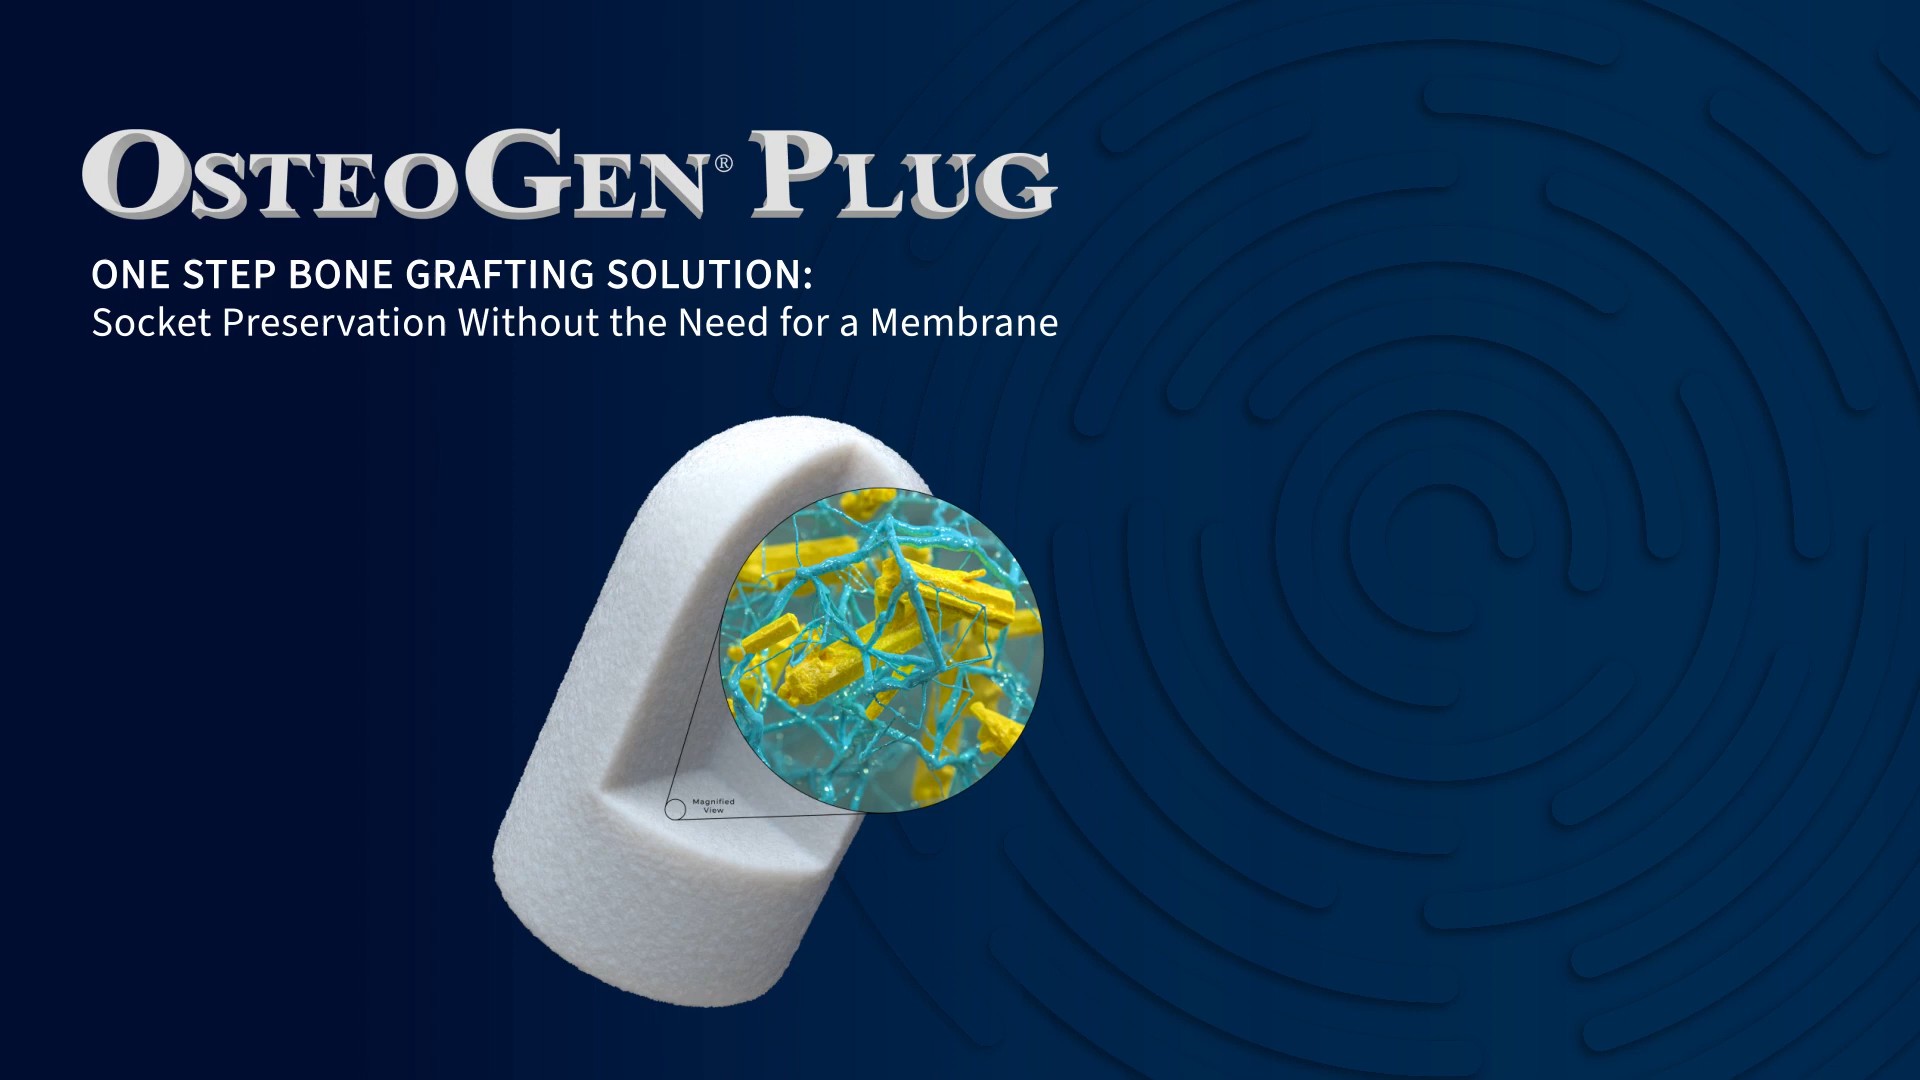 OSTEOGEN® PLUG
ONE STEP BONE GRAFTING SOLUTION:
Socket Preservation Without the Need for a Membrane
Magnified
View